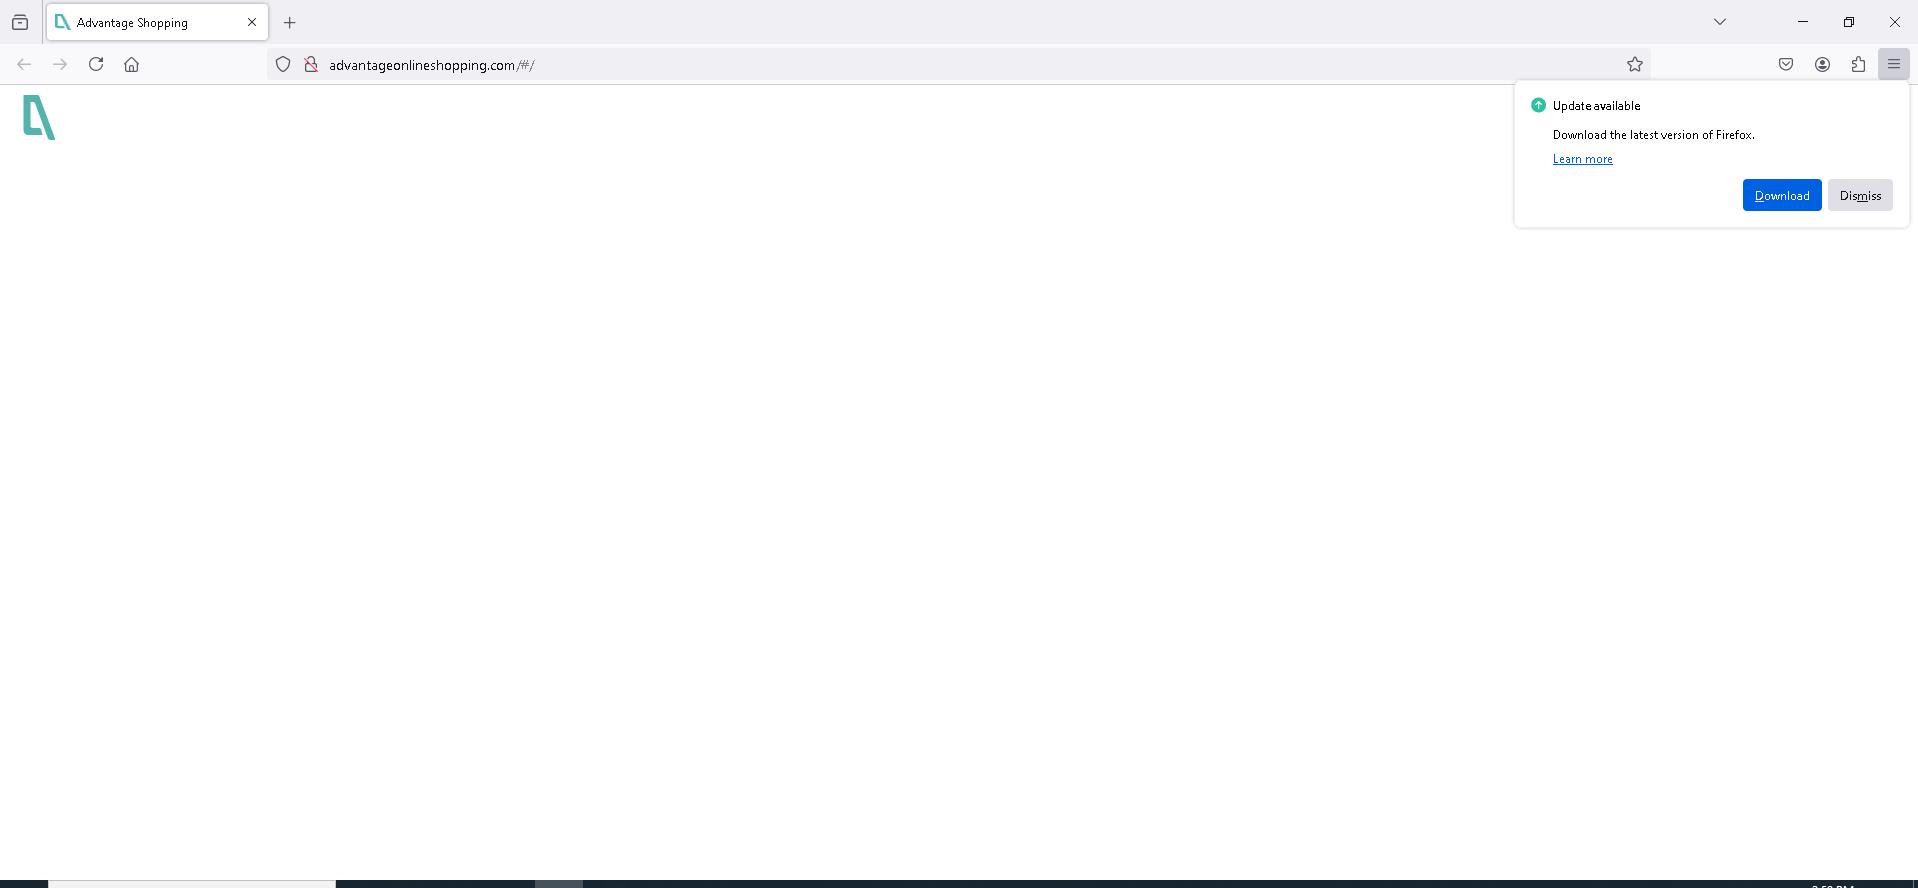 Advantage Shopping
advantageonlineshopping.com/#/
Update available
Download the latest version of Firefox.
Learn more
Download
Dismiss